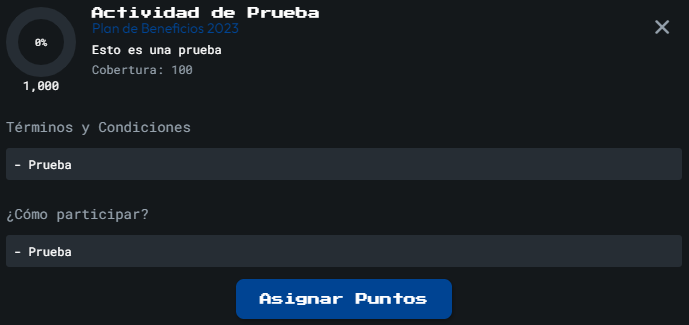 Actividad de Prueba
Plan de Beneficios 2023
0%
Esto es una prueba
Cobertura: 100
1,000
Términos y Condiciones
- Prueba
¿Cómo participar?
- Prueba
Asignar Puntos